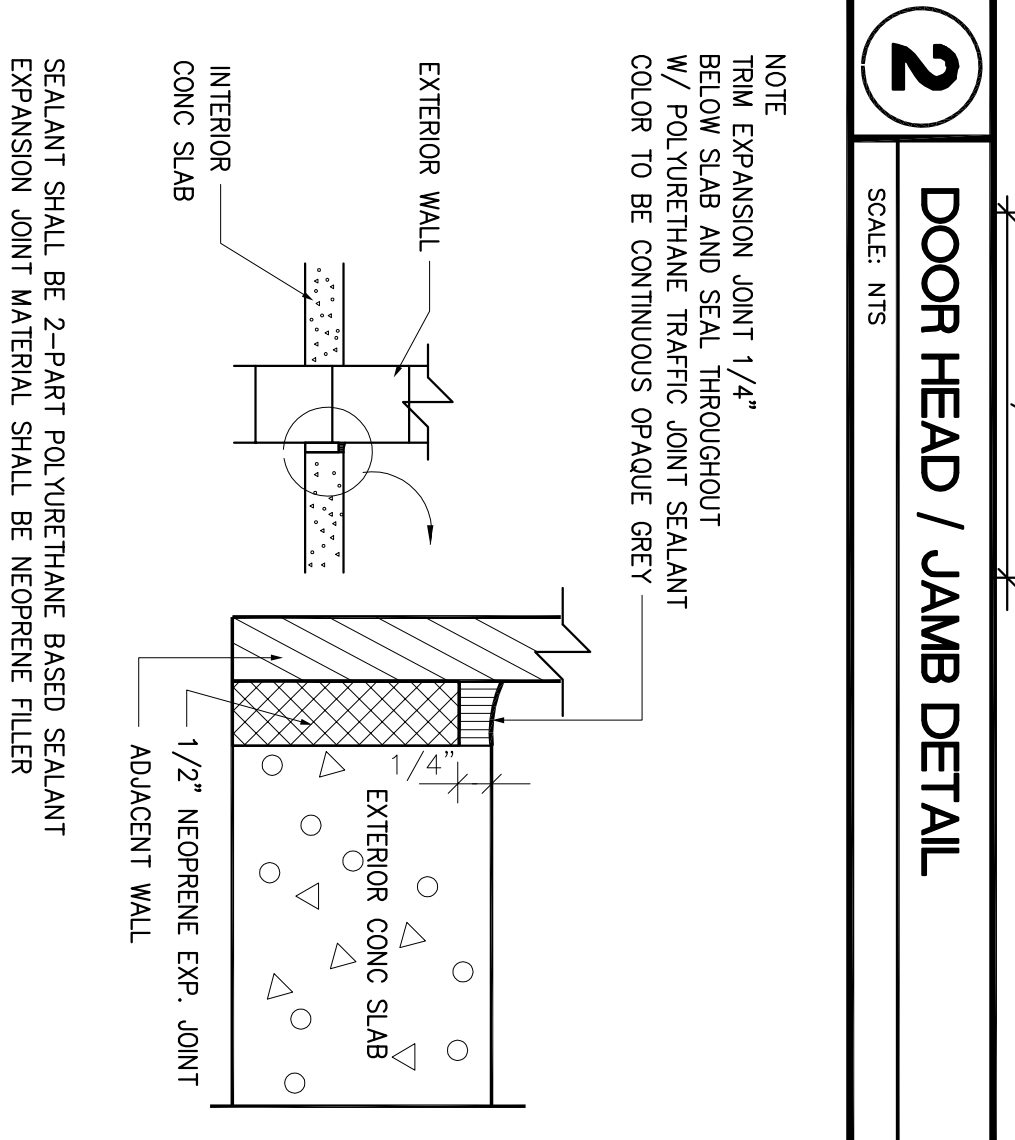 2
DOOR HEAD / JAMB DETAIL
SCALE: NTS
NOTE
TRIM EXPANSION JOINT 1/4"
BELOW SLAB AND SEAL THROUGHOUT
W/ POLYURETHANE TRAFFIC JOINT SEALANT
COLOR TO BE CONTINUOUS OPAQUE GREY
EXTERIOR WALL
INTERIOR
CONC SLAB
1/4"
EXTERIOR CONC SLAB
1/2" NEOPRENE EXP. JOINT
ADJACENT WALL
SEALANT SHALL BE 2-PART POLYURETHANE BASED SEALANT
EXPANSION JOINT MATERIAL SHALL BE NEOPRENE FILLER